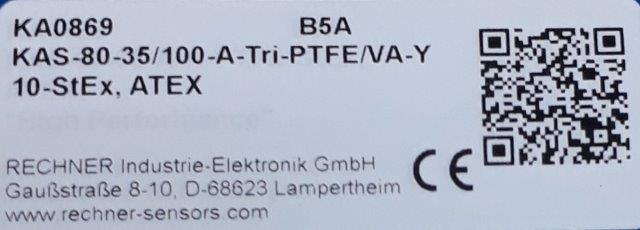 KA0869 B5A
KAS-80-35/100-A-Tri-PTFE/VA-Y
10-StEx, ATEX
"High Performance"
RECHNER Industrie-Elektronik GmbH
Gaußstraße 8-10, D-68623 Lampertheim
www.rechner-sensors.com
CE